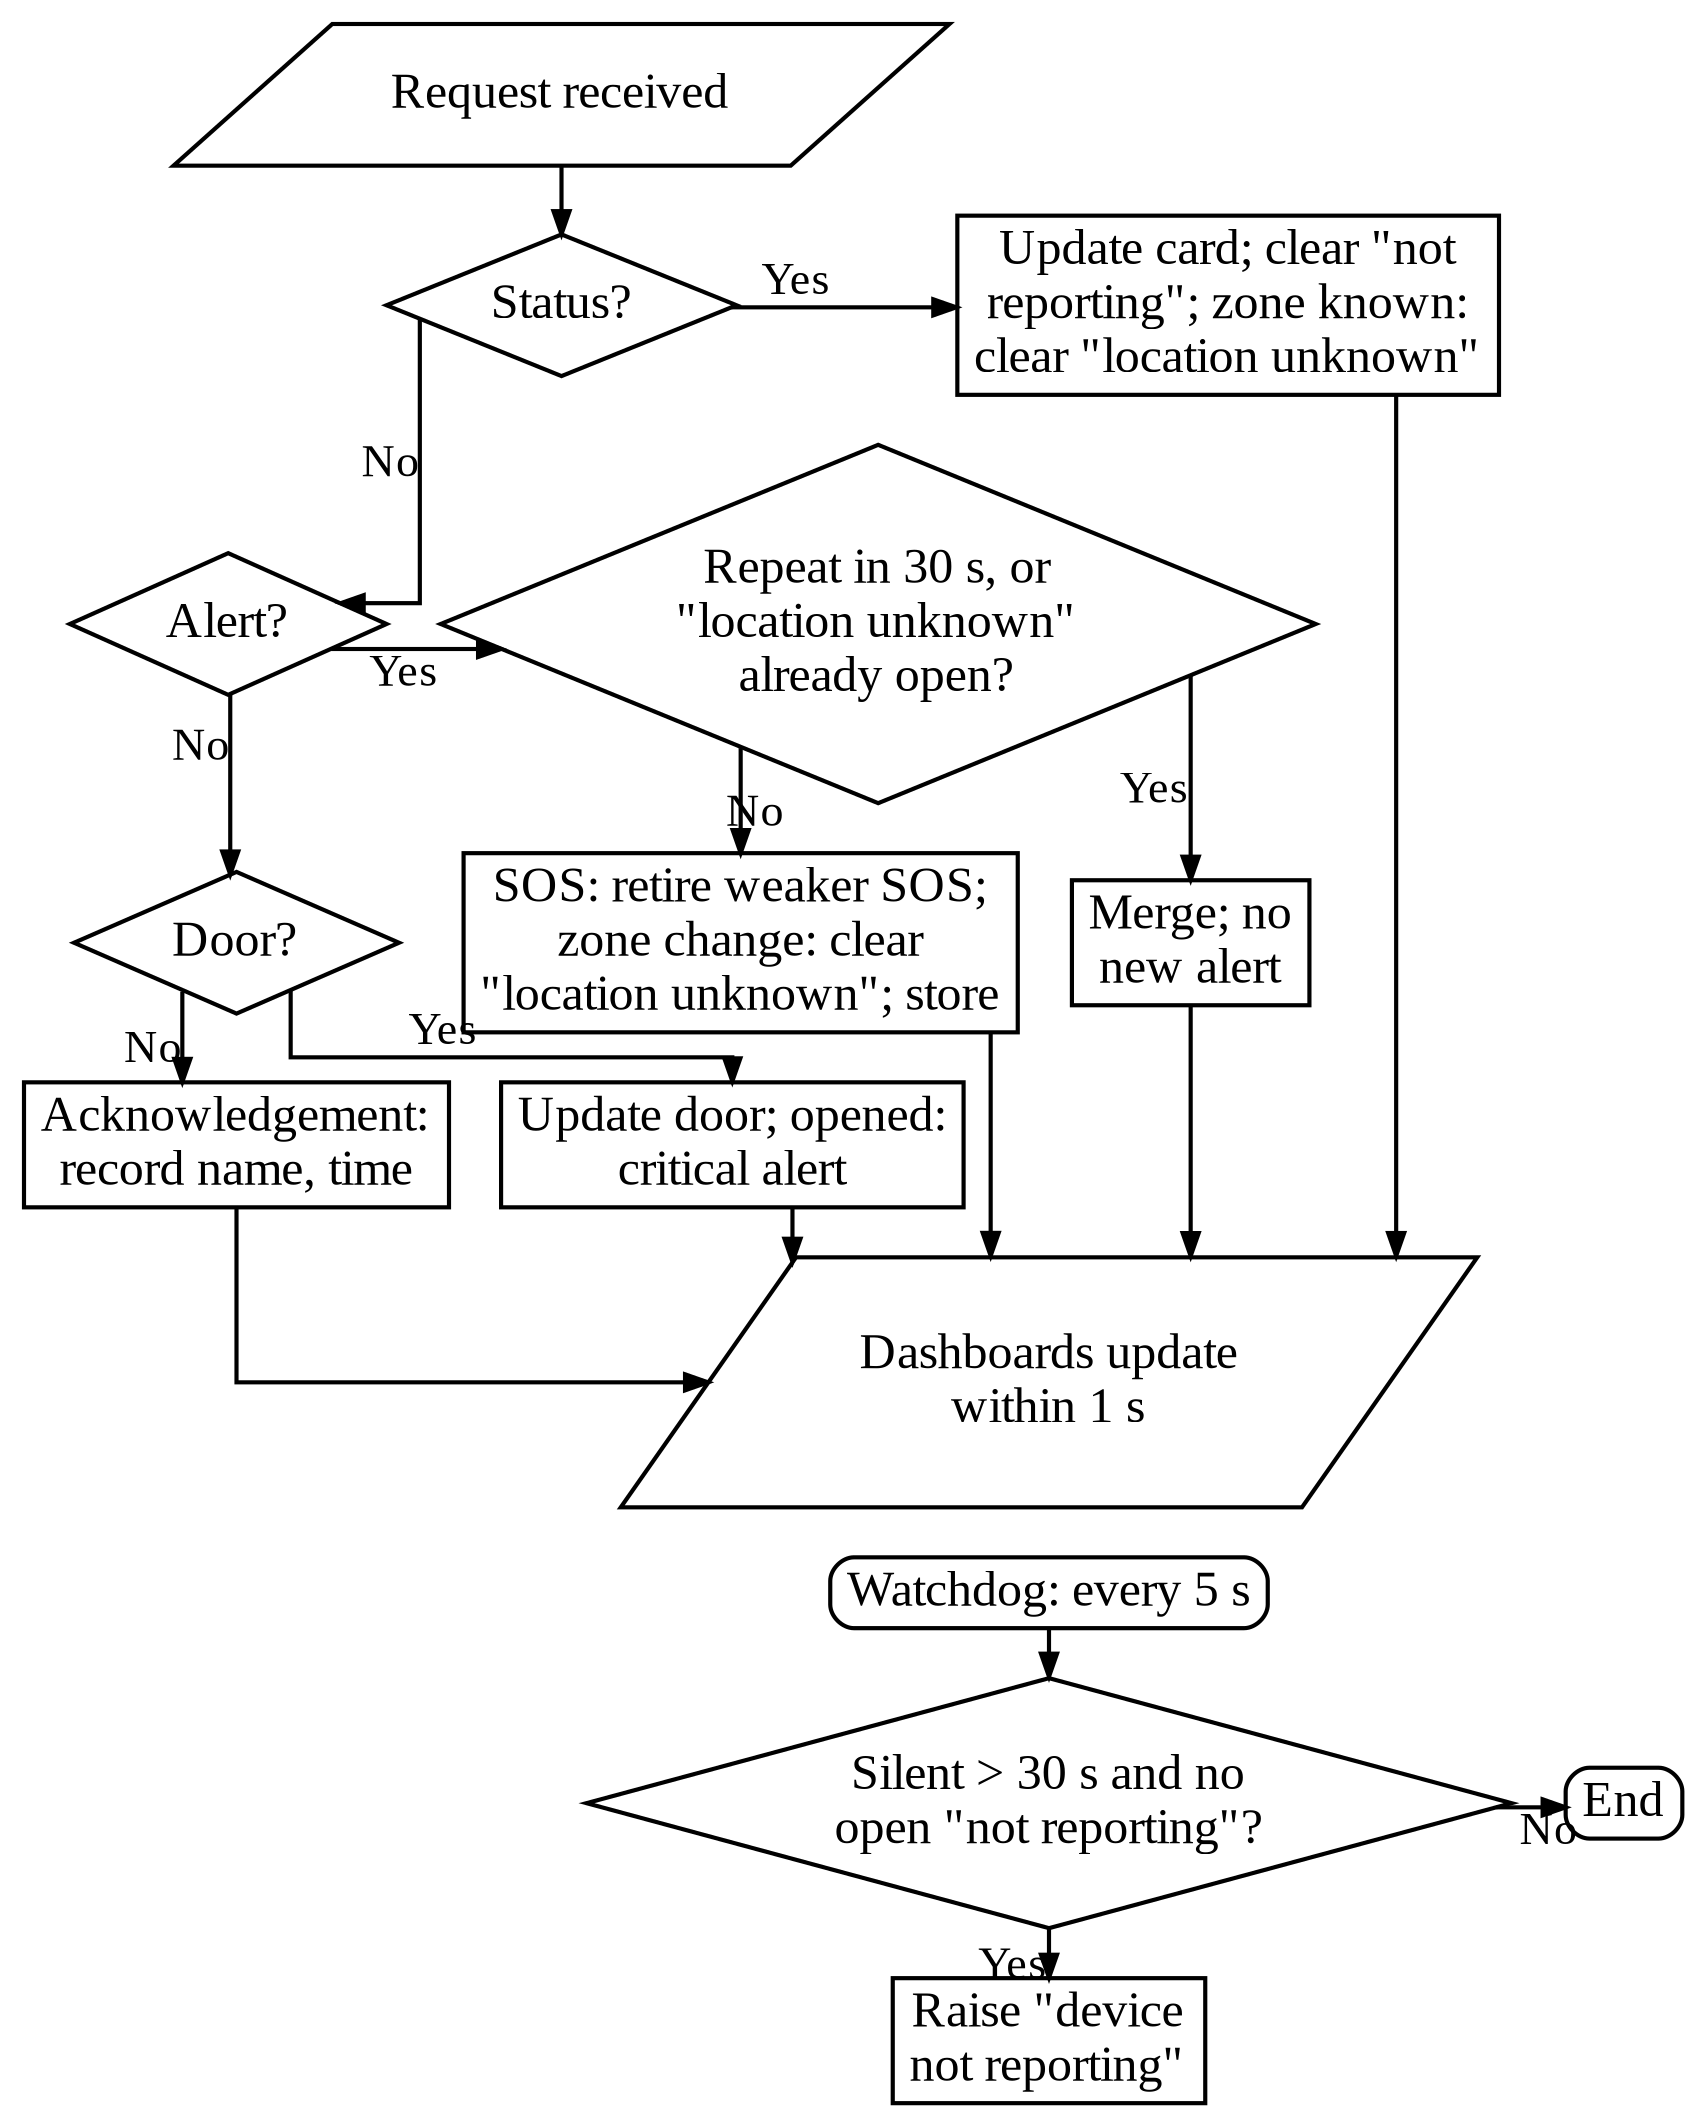 Request received
Status?
Yes
Update card; clear "not
reporting"; zone known:
clear "location unknown"
No
Alert?
Yes
Repeat in 30 s, or
"location unknown"
already open?
No
No
Yes
SOS: retire weaker SOS;
zone change: clear
"location unknown"; store
Merge; no
new alert
Door?
No
Yes
Acknowledgement:
record name, time
Update door; opened:
critical alert
Dashboards update
within 1 s
Watchdog: every 5 s
Silent > 30 s and no
open "not reporting"?
No
End
Yes
Raise "device
not reporting"